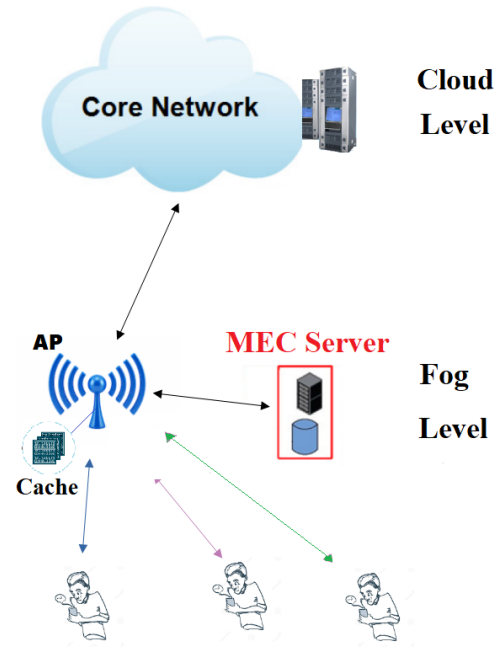 Core Network
Cloud
Level
AP
MEC Server
Fog
Level
Cache